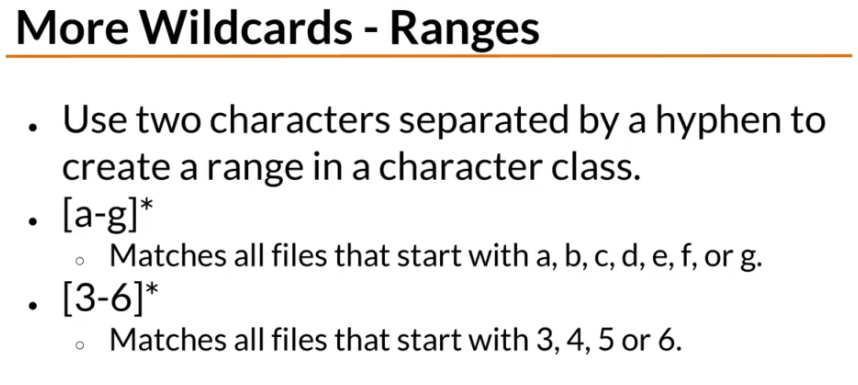 More Wildcards - Ranges
• Use two characters separated by a hyphen to
create a range in a character class.
• [a-g]*
○ Matches all files that start with a, b, c, d, e, f, or g.
• [3-6]*
○ Matches all files that start with 3, 4, 5 or 6.